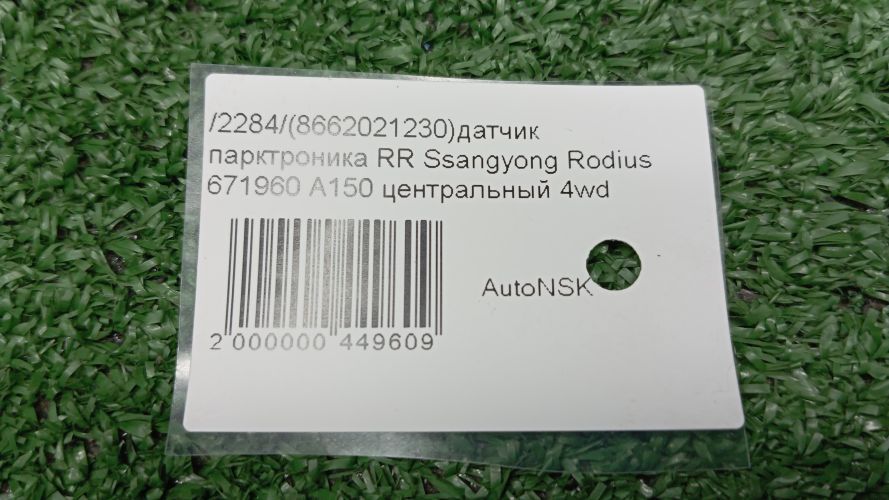 /2284/(8662021230)датчик
парктроника RR Ssangyong Rodius
671960 A150 центральный 4wd
AutoNSK
2 000000 449609